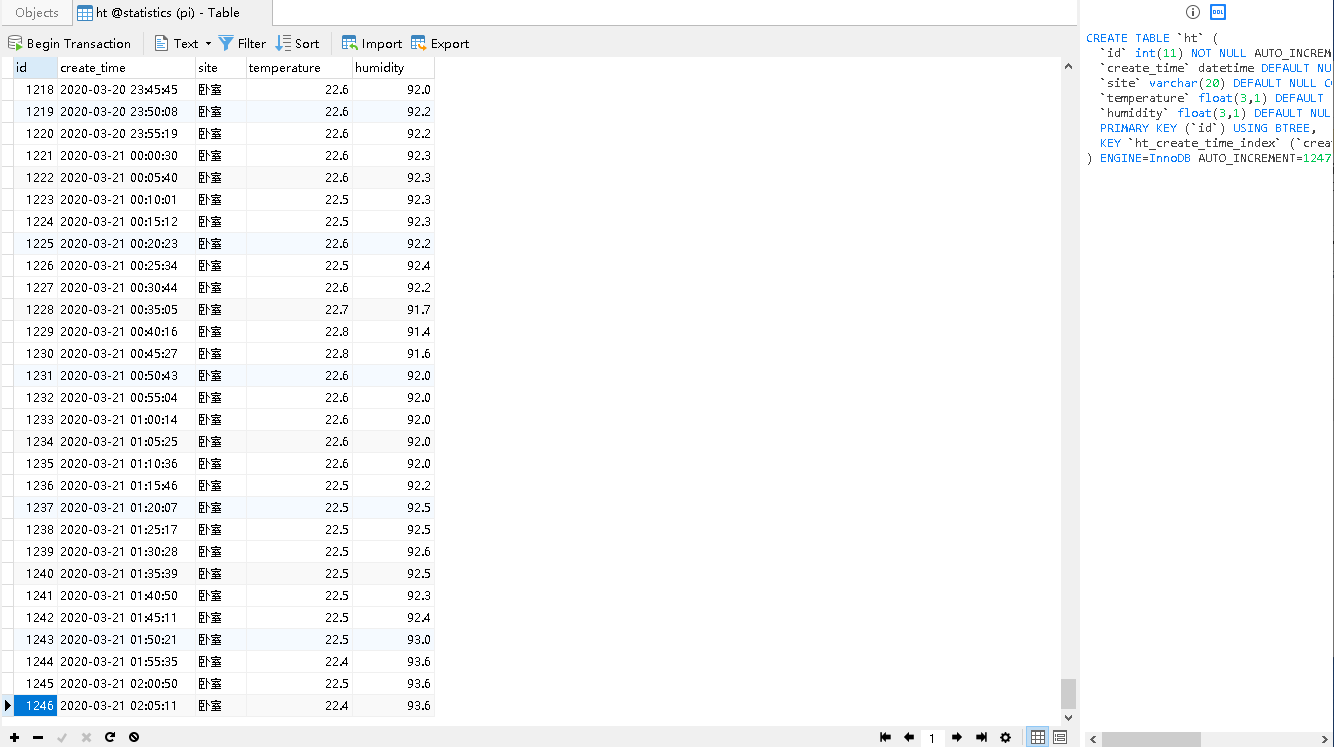 Objects ht @statistics (pi) - Table
Begin Transaction Text Filter Sort Import Export
id create_time site temperature humidity
1218 2020-03-20 23:45:45 卧室 22.6 92.0
1219 2020-03-20 23:50:08 卧室 22.6 92.2
1220 2020-03-20 23:55:19 卧室 22.6 92.2
1221 2020-03-21 00:00:30 卧室 22.6 92.3
1222 2020-03-21 00:05:40 卧室 22.6 92.3
1223 2020-03-21 00:10:01 卧室 22.5 92.3
1224 2020-03-21 00:15:12 卧室 22.5 92.3
1225 2020-03-21 00:20:23 卧室 22.6 92.2
1226 2020-03-21 00:25:34 卧室 22.5 92.4
1227 2020-03-21 00:30:44 卧室 22.6 92.2
1228 2020-03-21 00:35:05 卧室 22.7 91.7
1229 2020-03-21 00:40:16 卧室 22.8 91.4
1230 2020-03-21 00:45:27 卧室 22.8 91.6
1231 2020-03-21 00:50:43 卧室 22.6 92.0
1232 2020-03-21 00:55:04 卧室 22.6 92.0
1233 2020-03-21 01:00:14 卧室 22.6 92.0
1234 2020-03-21 01:05:25 卧室 22.6 92.0
1235 2020-03-21 01:10:36 卧室 22.6 92.0
1236 2020-03-21 01:15:46 卧室 22.5 92.2
1237 2020-03-21 01:20:07 卧室 22.5 92.5
1238 2020-03-21 01:25:17 卧室 22.5 92.5
1239 2020-03-21 01:30:28 卧室 22.5 92.6
1240 2020-03-21 01:35:39 卧室 22.5 92.5
1241 2020-03-21 01:40:50 卧室 22.5 92.3
1242 2020-03-21 01:45:11 卧室 22.5 92.4
1243 2020-03-21 01:50:21 卧室 22.5 93.0
1244 2020-03-21 01:55:35 卧室 22.4 93.6
1245 2020-03-21 02:00:50 卧室 22.5 93.6
1246 2020-03-21 02:05:11 卧室 22.4 93.6
1
DDL
CREATE TABLE `ht` (
`id` int(11) NOT NULL AUTO_INCREM
`create_time` datetime DEFAULT NU
`site` varchar(20) DEFAULT NULL C
`temperature` float(3,1) DEFAULT
`humidity` float(3,1) DEFAULT NUL
PRIMARY KEY (`id`) USING BTREE,
KEY `ht_create_time_index` (`crea
) ENGINE=InnoDB AUTO_INCREMENT=1247